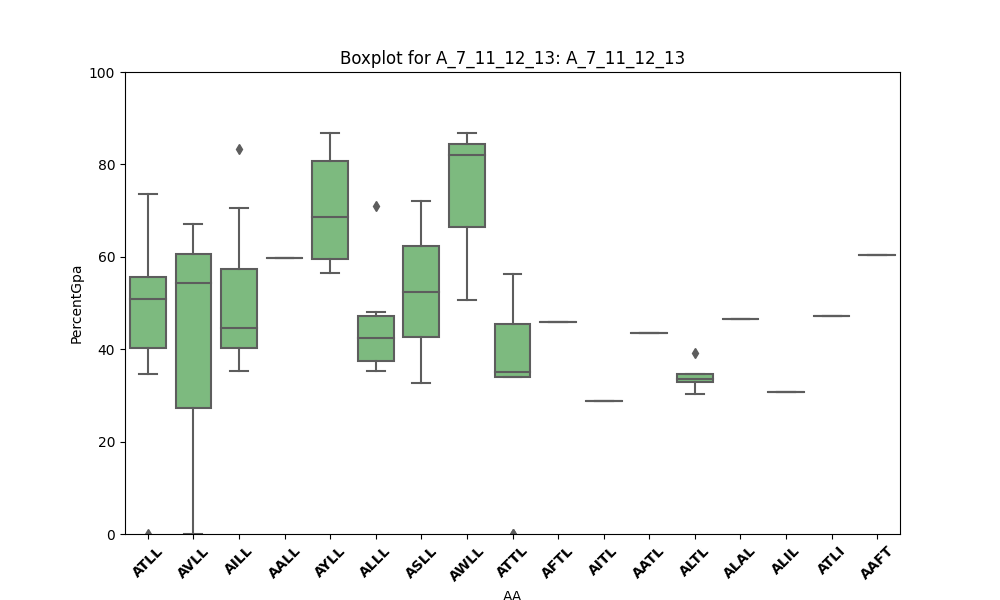 Boxplot for A_7_11_12_13: A_7_11_12_13
100
80
60
40
20
0
PercentGpa
ATLL AVLL AILL AALL AYLL ALLL ASLL AWLL ATTL AFTL AITL AATL ALTL ALAL ALIL ATLI AAFT
AA